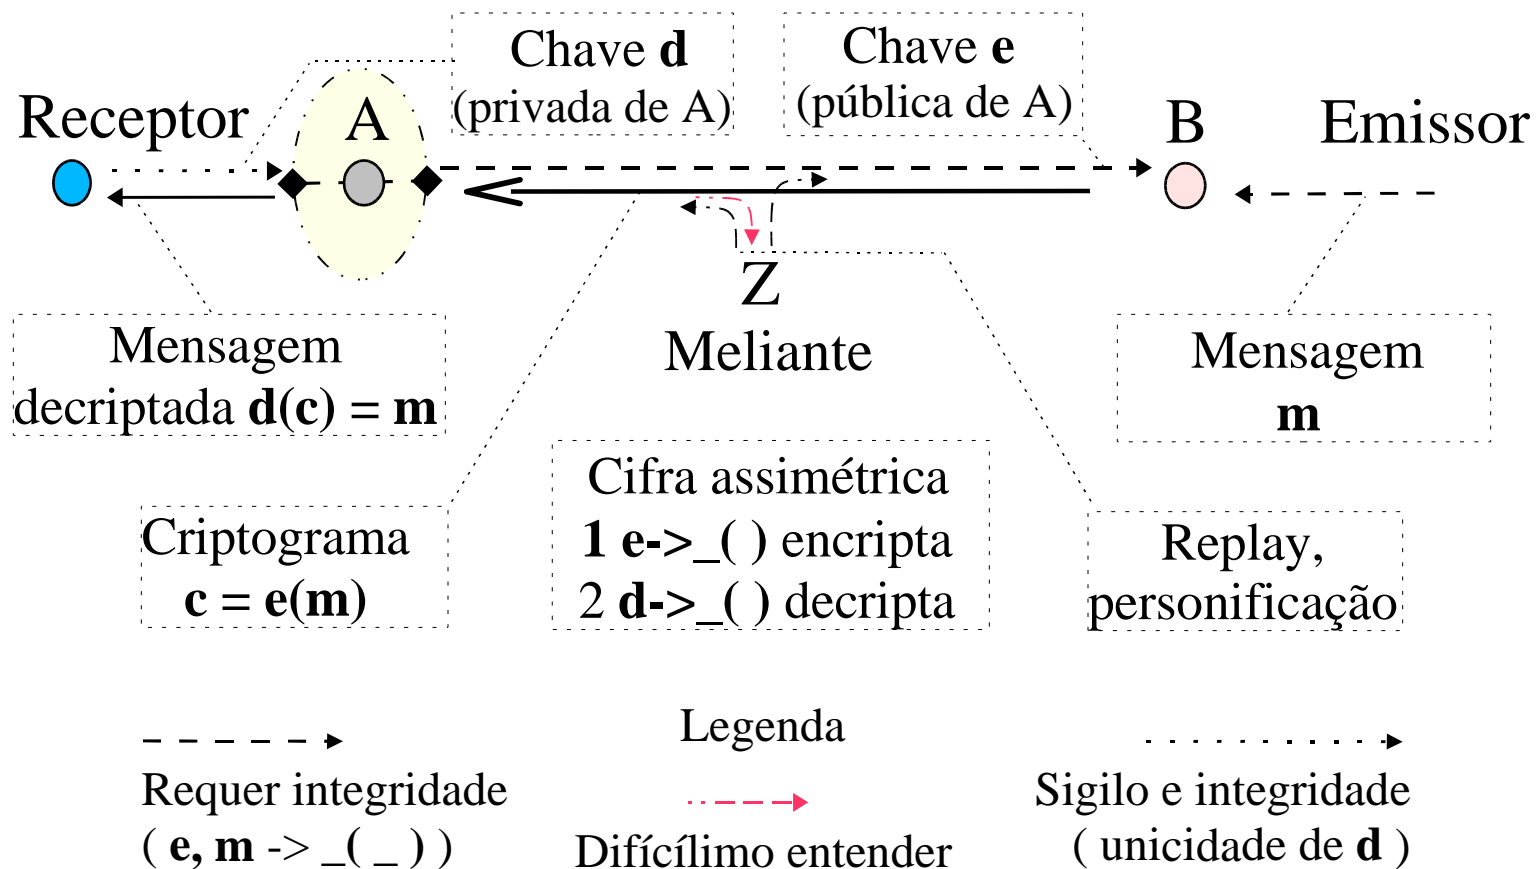 Chave d
(privada de A)
Chave e
(pública de A)
Receptor
A
B
Emissor
Z
Meliante
Mensagem
decriptada d(c) = m
Mensagem
m
Cifra assimétrica
1 e->_( ) encripta
2 d->_( ) decripta
Criptograma
c = e(m)
Replay,
personificação
Legenda
Requer integridade
( e, m -> _( _ ) )
Difícílimo entender
Sigilo e integridade
( unicidade de d )